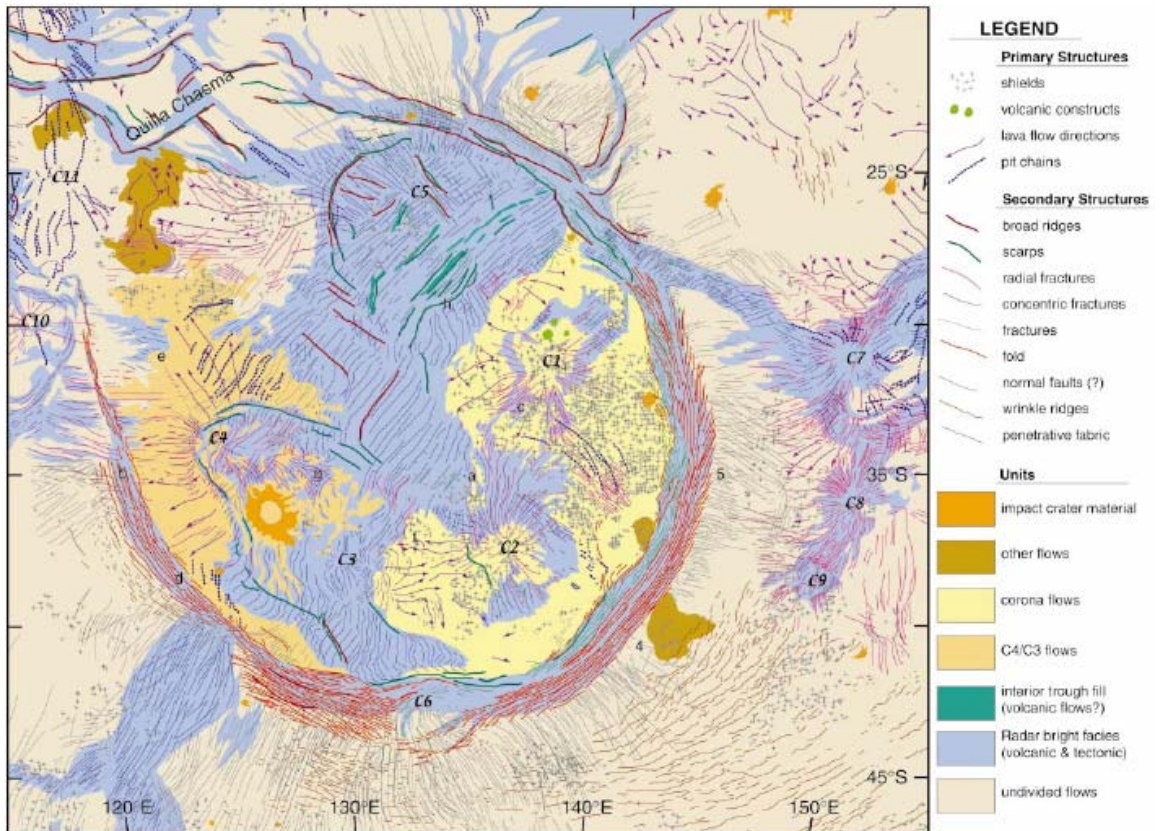 Quilla Chasma
C11
C5
25°S
C10
h
e
C1
C7
c
C4
b
g
a
5
35°S
C8
f
C2
C3
C9
d
4
C6
45°S
120°E
130°E
140°E
150°E
LEGEND
Primary Structures
shields
volcanic constructs
lava flow directions
pit chains
Secondary Structures
broad ridges
scarps
radial fractures
concentric fractures
fractures
fold
normal faults (?)
wrinkle ridges
penetrative fabric
Units
impact crater material
other flows
corona flows
C4/C3 flows
interior trough fill
(volcanic flows?)
Radar bright facies
(volcanic & tectonic)
undivided flows